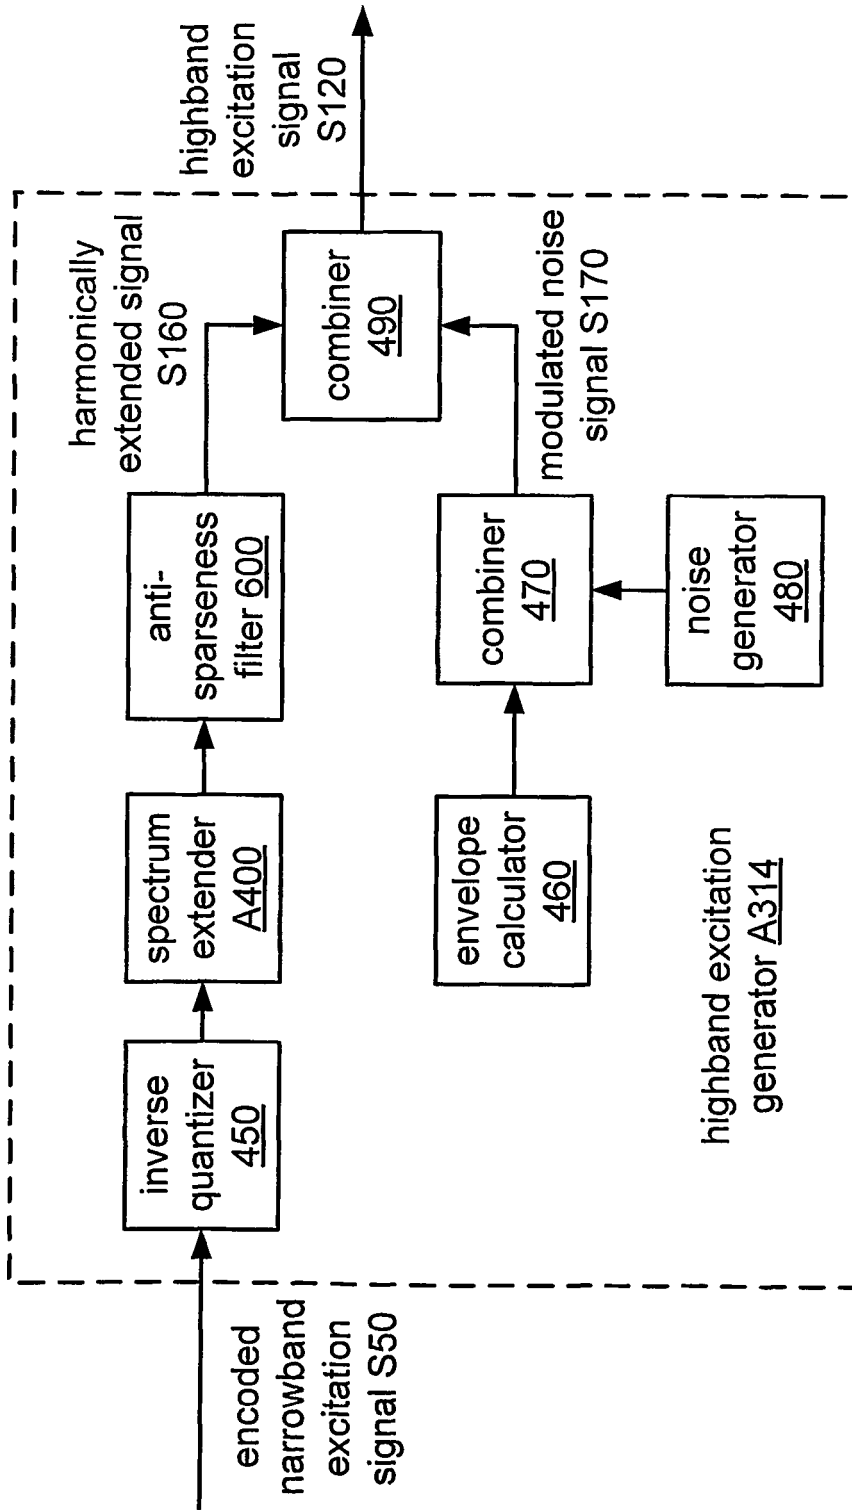 encoded
narrowband
excitation
signal S50
inverse
quantizer
450
spectrum
extender
A400
anti-
sparseness
filter 600
harmonically
extended signal
S160
combiner
490
highband
excitation
signal
S120
envelope
calculator
460
combiner
470
modulated noise
signal S170
noise
generator
480
highband excitation
generator A314